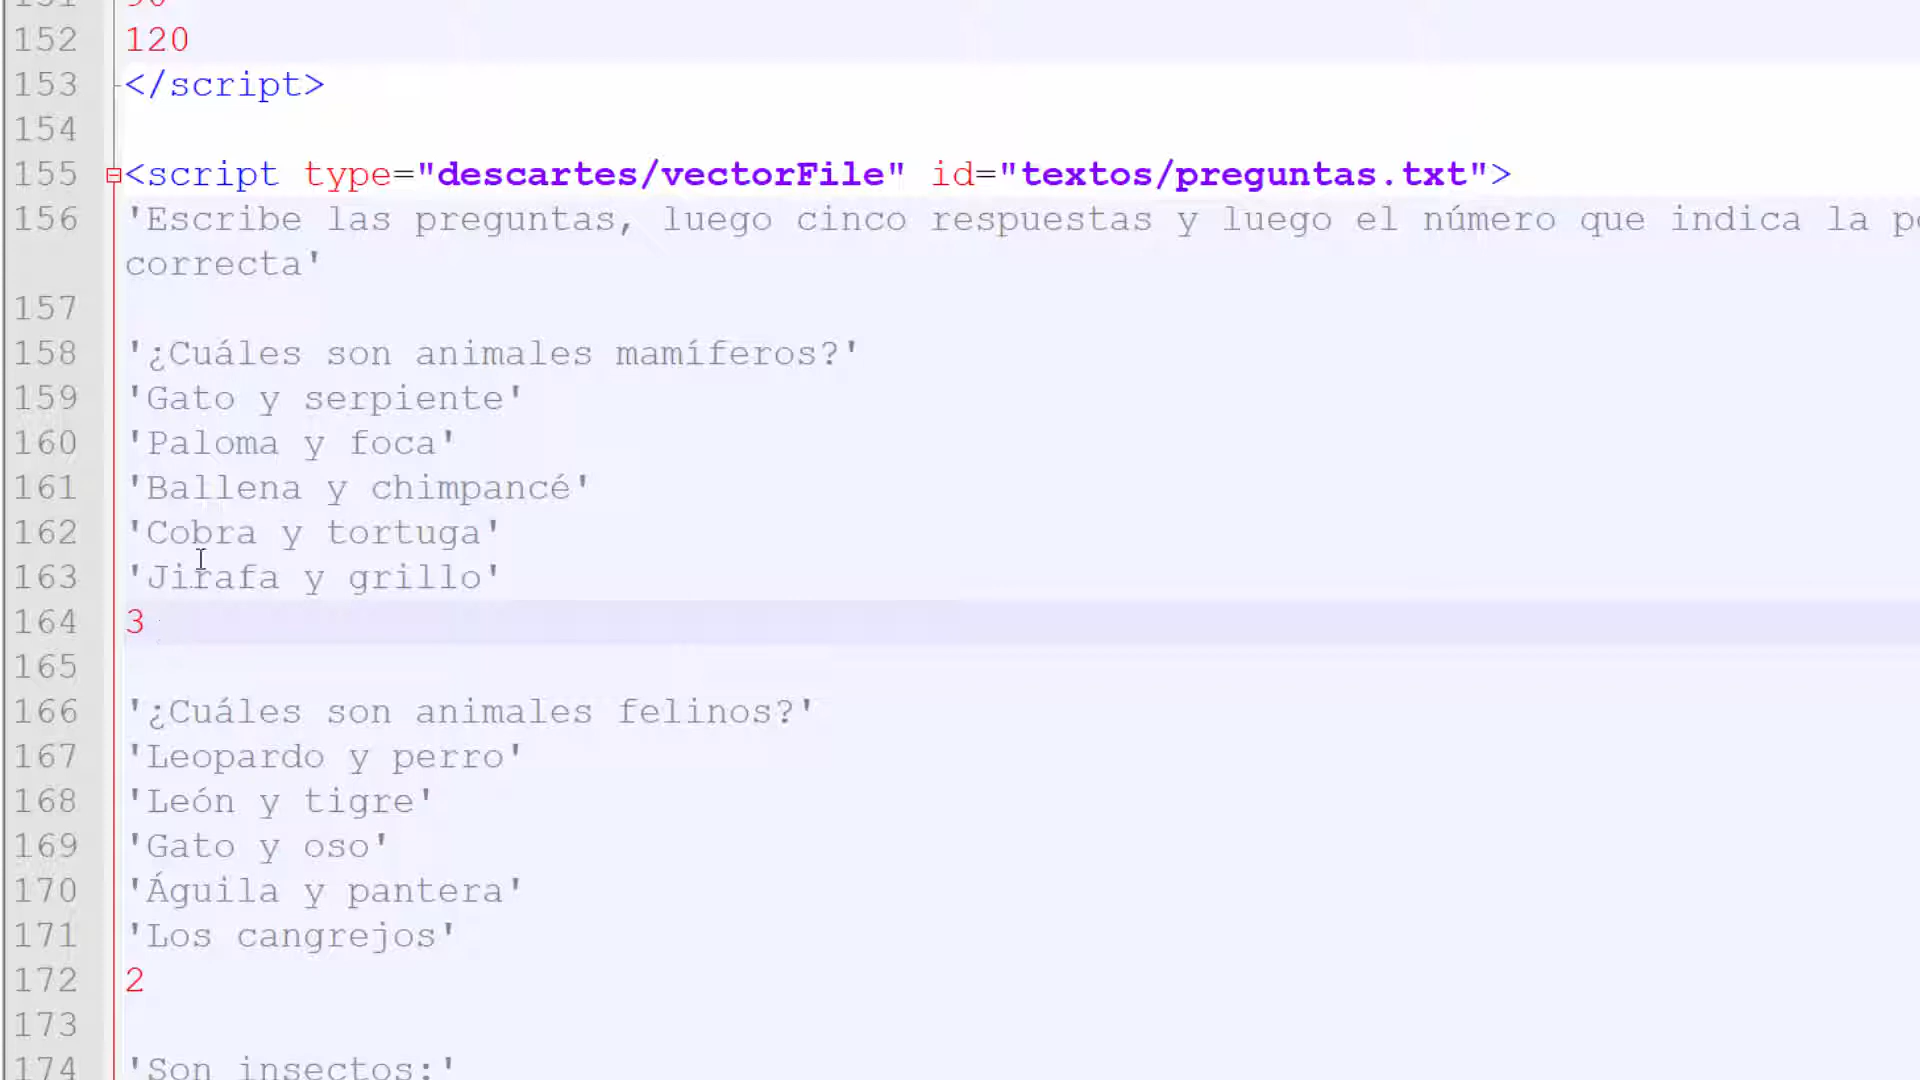 152 120
153 </script>
154
155 <script type="descartes/vectorFile" id="textos/preguntas.txt">
156 'Escribe las preguntas, luego cinco respuestas y luego el número que indica la
correcta'
157
158 '¿Cuáles son animales mamíferos?'
159 'Gato y serpiente'
160 'Paloma y foca'
161 'Ballena y chimpancé'
162 'Cobra y tortuga'
163 'Jirafa y grillo'
164 3
165
166 '¿Cuáles son animales felinos?'
167 'Leopardo y perro'
168 'León y tigre'
169 'Gato y oso'
170 'Águila y pantera'
171 'Los cangrejos'
172 2
173
174 'Son insectos:'